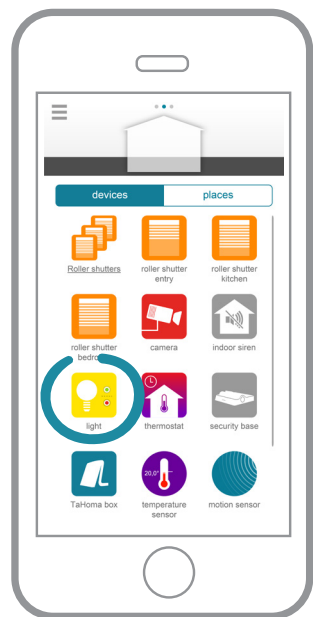 devices places
Roller shutters roller shutter roller shutter
entry kitchen
roller shutter camera indoor siren
light thermostat security base
20,0°
TaHoma box temperature motion sensor
sensor